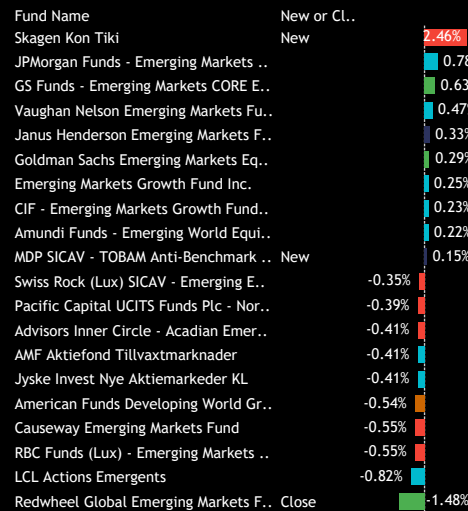 Fund Name New or Cl..
Skagen Kon Tiki New 2.46%
JPMorgan Funds - Emerging Markets .. 0.78
GS Funds - Emerging Markets CORE E.. 0.63
Vaughan Nelson Emerging Markets Fu.. 0.47%
Janus Henderson Emerging Markets F.. 0.33%
Goldman Sachs Emerging Markets Eq.. 0.29%
Emerging Markets Growth Fund Inc. 0.25%
CIF - Emerging Markets Growth Fund.. 0.23%
Amundi Funds - Emerging World Equi.. 0.22%
MDP SICAV - TOBAM Anti-Benchmark .. New 0.15%
Swiss Rock (Lux) SICAV - Emerging E.. -0.35%
Pacific Capital UCITS Funds Plc - Nor.. -0.39%
Advisors Inner Circle - Acadian Emer.. -0.41%
AMF Aktiefond Tillvaxtmarknader -0.41%
Jyske Invest Nye Aktiemarkeder KL -0.41%
American Funds Developing World Gr.. -0.54%
Causeway Emerging Markets Fund -0.55%
RBC Funds (Lux) - Emerging Markets .. -0.55%
LCL Actions Emergents -0.82%
Redwheel Global Emerging Markets F.. Close -1.48%